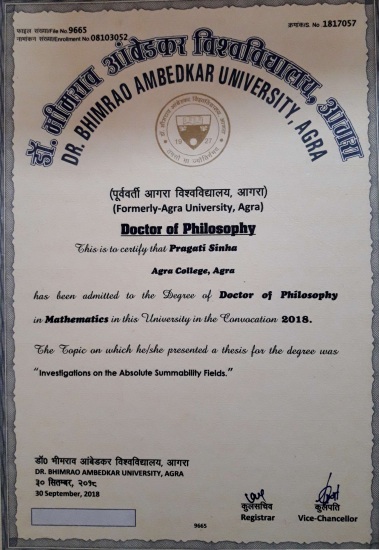 फाइल संख्या/File No. 9665
नामांकन संख्या/Enrollment No 08103052
क्रमांक/S. No 1817057
डॉ. भीमराव आंबेडकर विश्वविद्यालय, आगरा
DR. BHIMRAO AMBEDKAR UNIVERSITY, AGRA
1927
(पूर्ववर्ती आगरा विश्वविद्यालय, आगरा)
(Formerly-Agra University, Agra)
Doctor of Philosophy
This is to certify that Pragati Sinha
Agra College, Agra
has been admitted to the Degree of Doctor of Philosophy
in Mathematics in this University in the Convocation 2018.
The Topic on which he/she presented a thesis for the degree was
"Investigations on the Absolute Summability Fields."
डॉ0 भीमराव आंबेडकर विश्वविद्यालय, आगरा
DR. BHIMRAO AMBEDKAR UNIVERSITY, AGRA
३० सितम्बर, २०१८
30 September, 2018
कुलसचिव
Registrar
कुलपति
Vice-Chancellor
9665